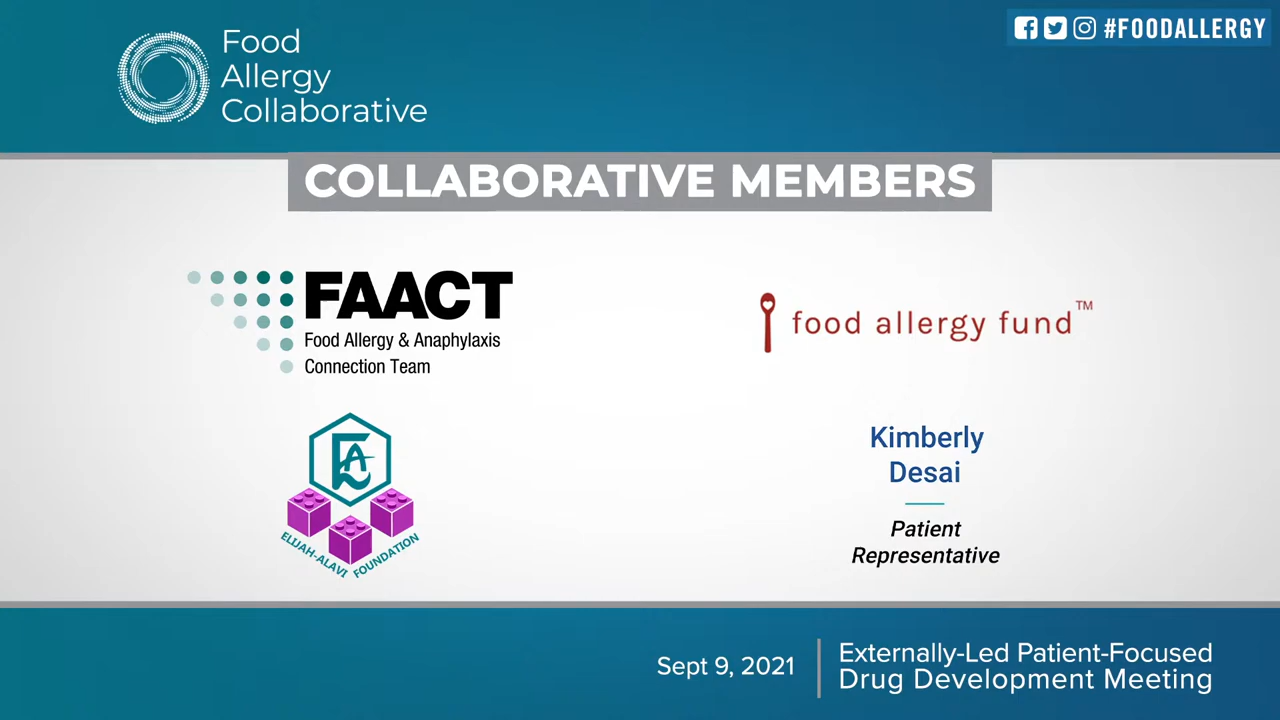 Food
Allergy
Collaborative
#FOODALLERGY
COLLABORATIVE MEMBERS
FAACT
Food Allergy & Anaphylaxis
Connection Team
food allergy fund™
EA
ELIJAH-ALAVI FOUNDATION
Kimberly
Desai
Patient
Representative
Sept 9, 2021
Externally-Led Patient-Focused
Drug Development Meeting